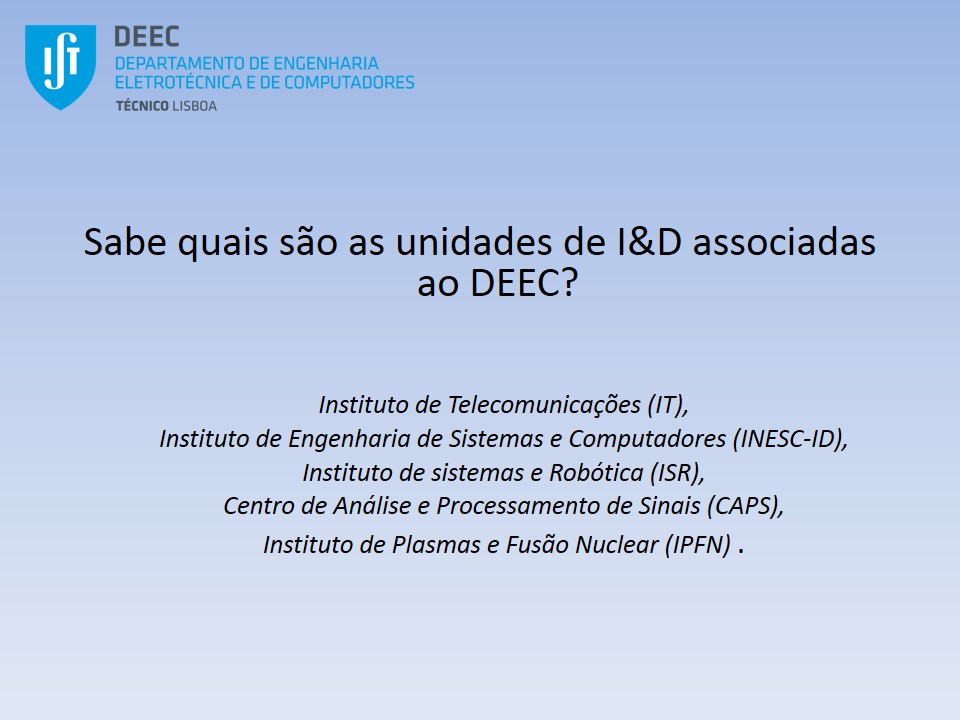 IST
DEEC
DEPARTAMENTO DE ENGENHARIA
ELETROTÉCNICA E DE COMPUTADORES
TÉCNICO LISBOA
Sabe quais são as unidades de I&D associadas
ao DEEC?
Instituto de Telecomunicações (IT),
Instituto de Engenharia de Sistemas e Computadores (INESC-ID),
Instituto de sistemas e Robótica (ISR),
Centro de Análise e Processamento de Sinais (CAPS),
Instituto de Plasmas e Fusão Nuclear (IPFN) .